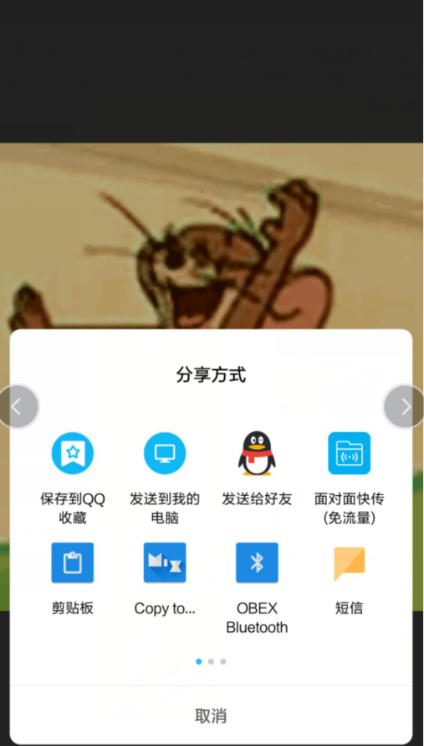 分享方式
保存到QQ
收藏
发送到我的
电脑
发送给好友
面对面快传
(免流量)
剪贴板
Copy to...
OBEX
Bluetooth
短信
取消